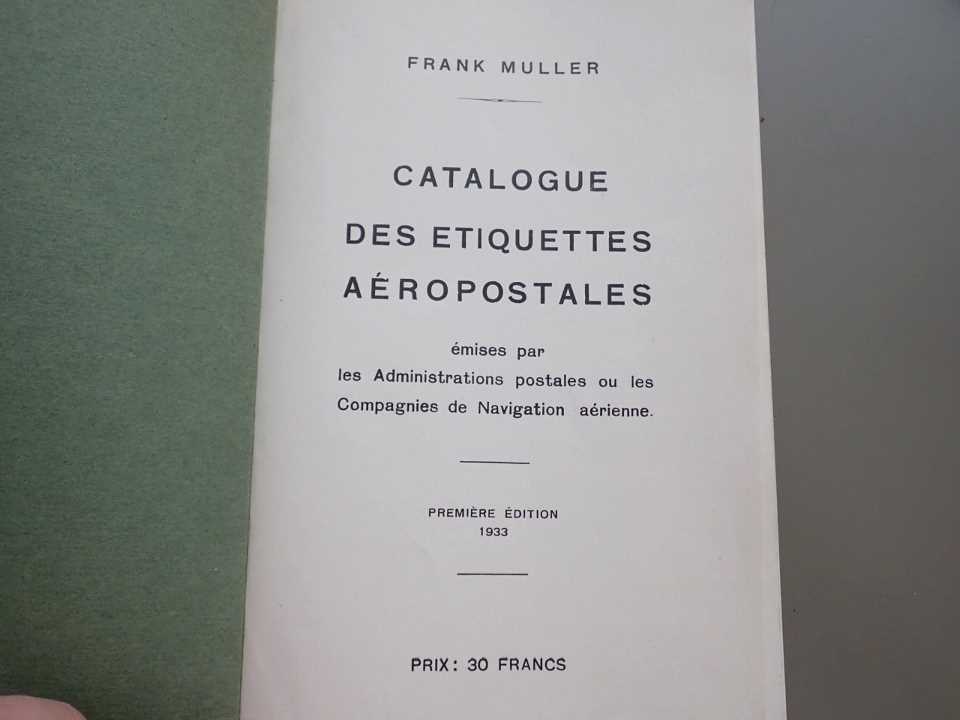 FRANK MULLER
CATALOGUE
DES ETIQUETTES
AÉROPOSTALES
émises par
les Administrations postales ou les
Compagnies de Navigation aérienne.
PREMIÈRE ÉDITION
1933
PRIX: 30 FRANCS